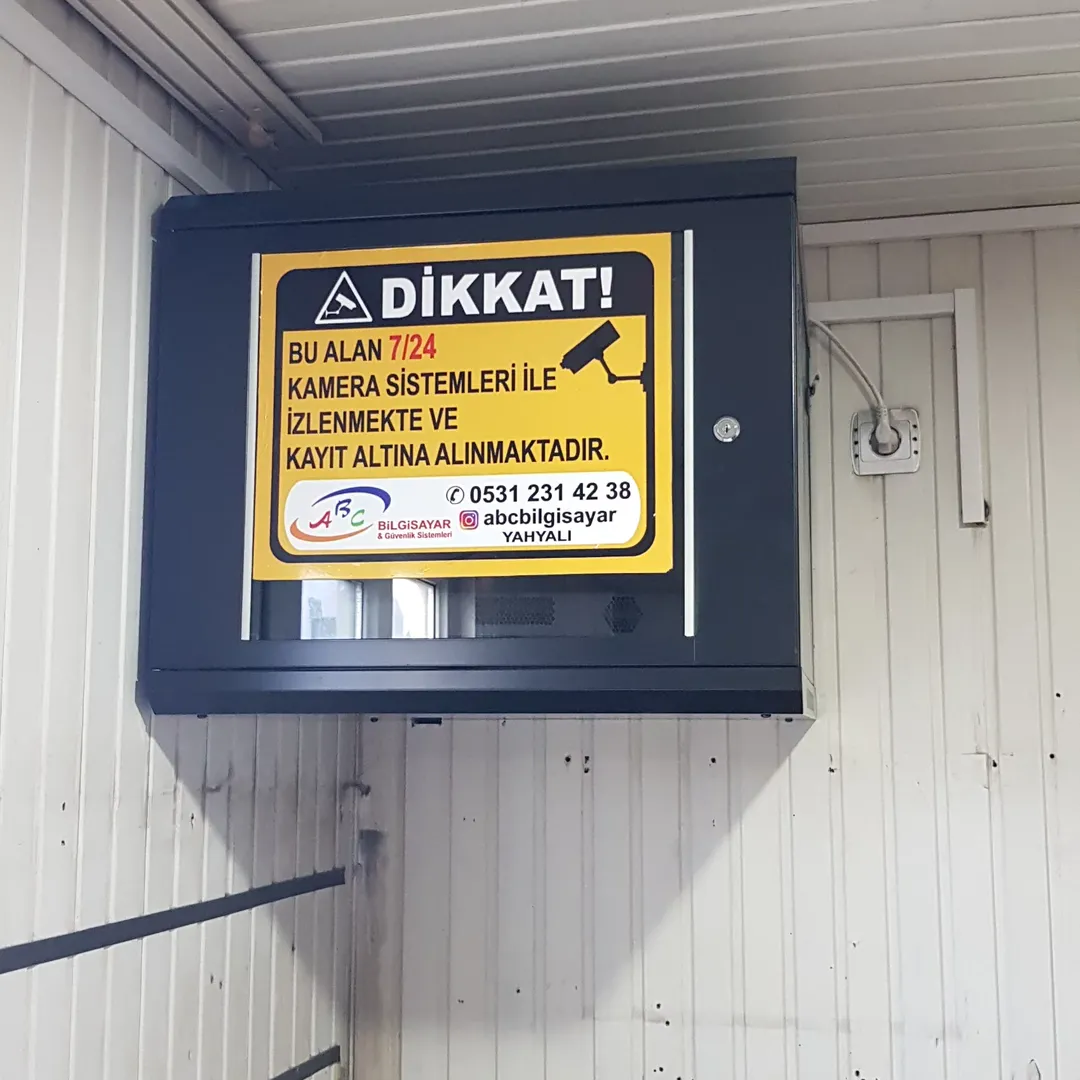 DİKKAT!
BU ALAN 7/24
KAMERA SİSTEMLERİ İLE
İZLENMEKTE VE
KAYIT ALTINA ALINMAKTADIR.
ABC
BİLGİSAYAR
& Güvenlik Sistemleri
0531 231 42 38
abcbilgisayar
YAHYALI